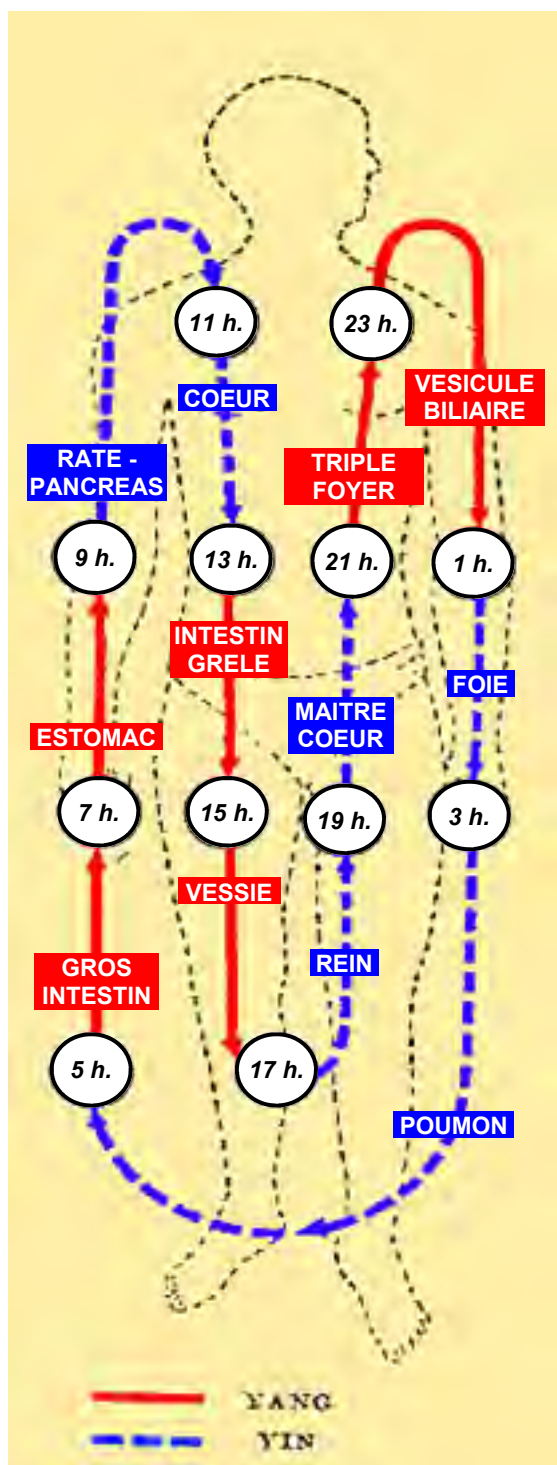 11 h.
23 h.
COEUR
VESICULE
BILIAIRE
RATE -
PANCREAS
TRIPLE
FOYER
9 h.
13 h.
21 h.
1 h.
INTESTIN
GRELE
FOIE
MAITRE
COEUR
ESTOMAC
7 h.
15 h.
19 h.
3 h.
VESSIE
REIN
GROS
INTESTIN
5 h.
17 h.
POUMON
YANG
YIN